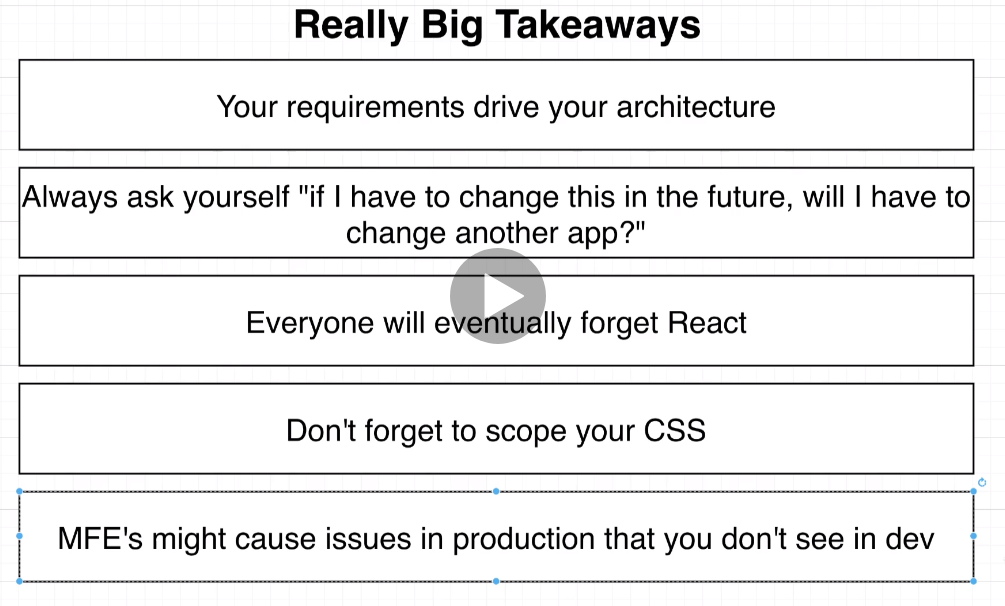 Really Big Takeaways
Your requirements drive your architecture
Always ask yourself "if I have to change this in the future, will I have to
change another app?"
Everyone will eventually forget React
Don't forget to scope your CSS
MFE's might cause issues in production that you don't see in dev